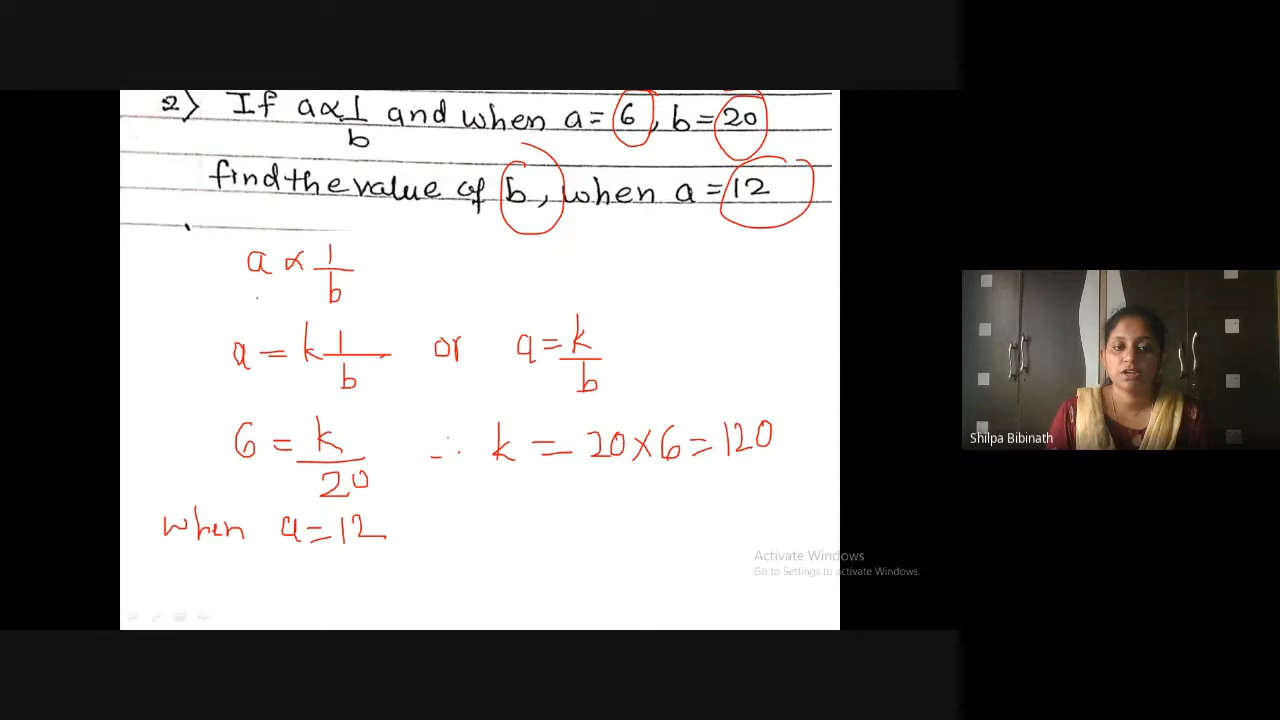 2) If a ∝ 1/b and when a = 6, b = 20
find the value of b, when a = 12
a ∝ 1/b
a = k 1/b or a = k/b
6 = k/20 ∴ k = 20 × 6 = 120
when a = 12
Shilpa Bibinath
Activate Windows
Go to Settings to activate Windows.